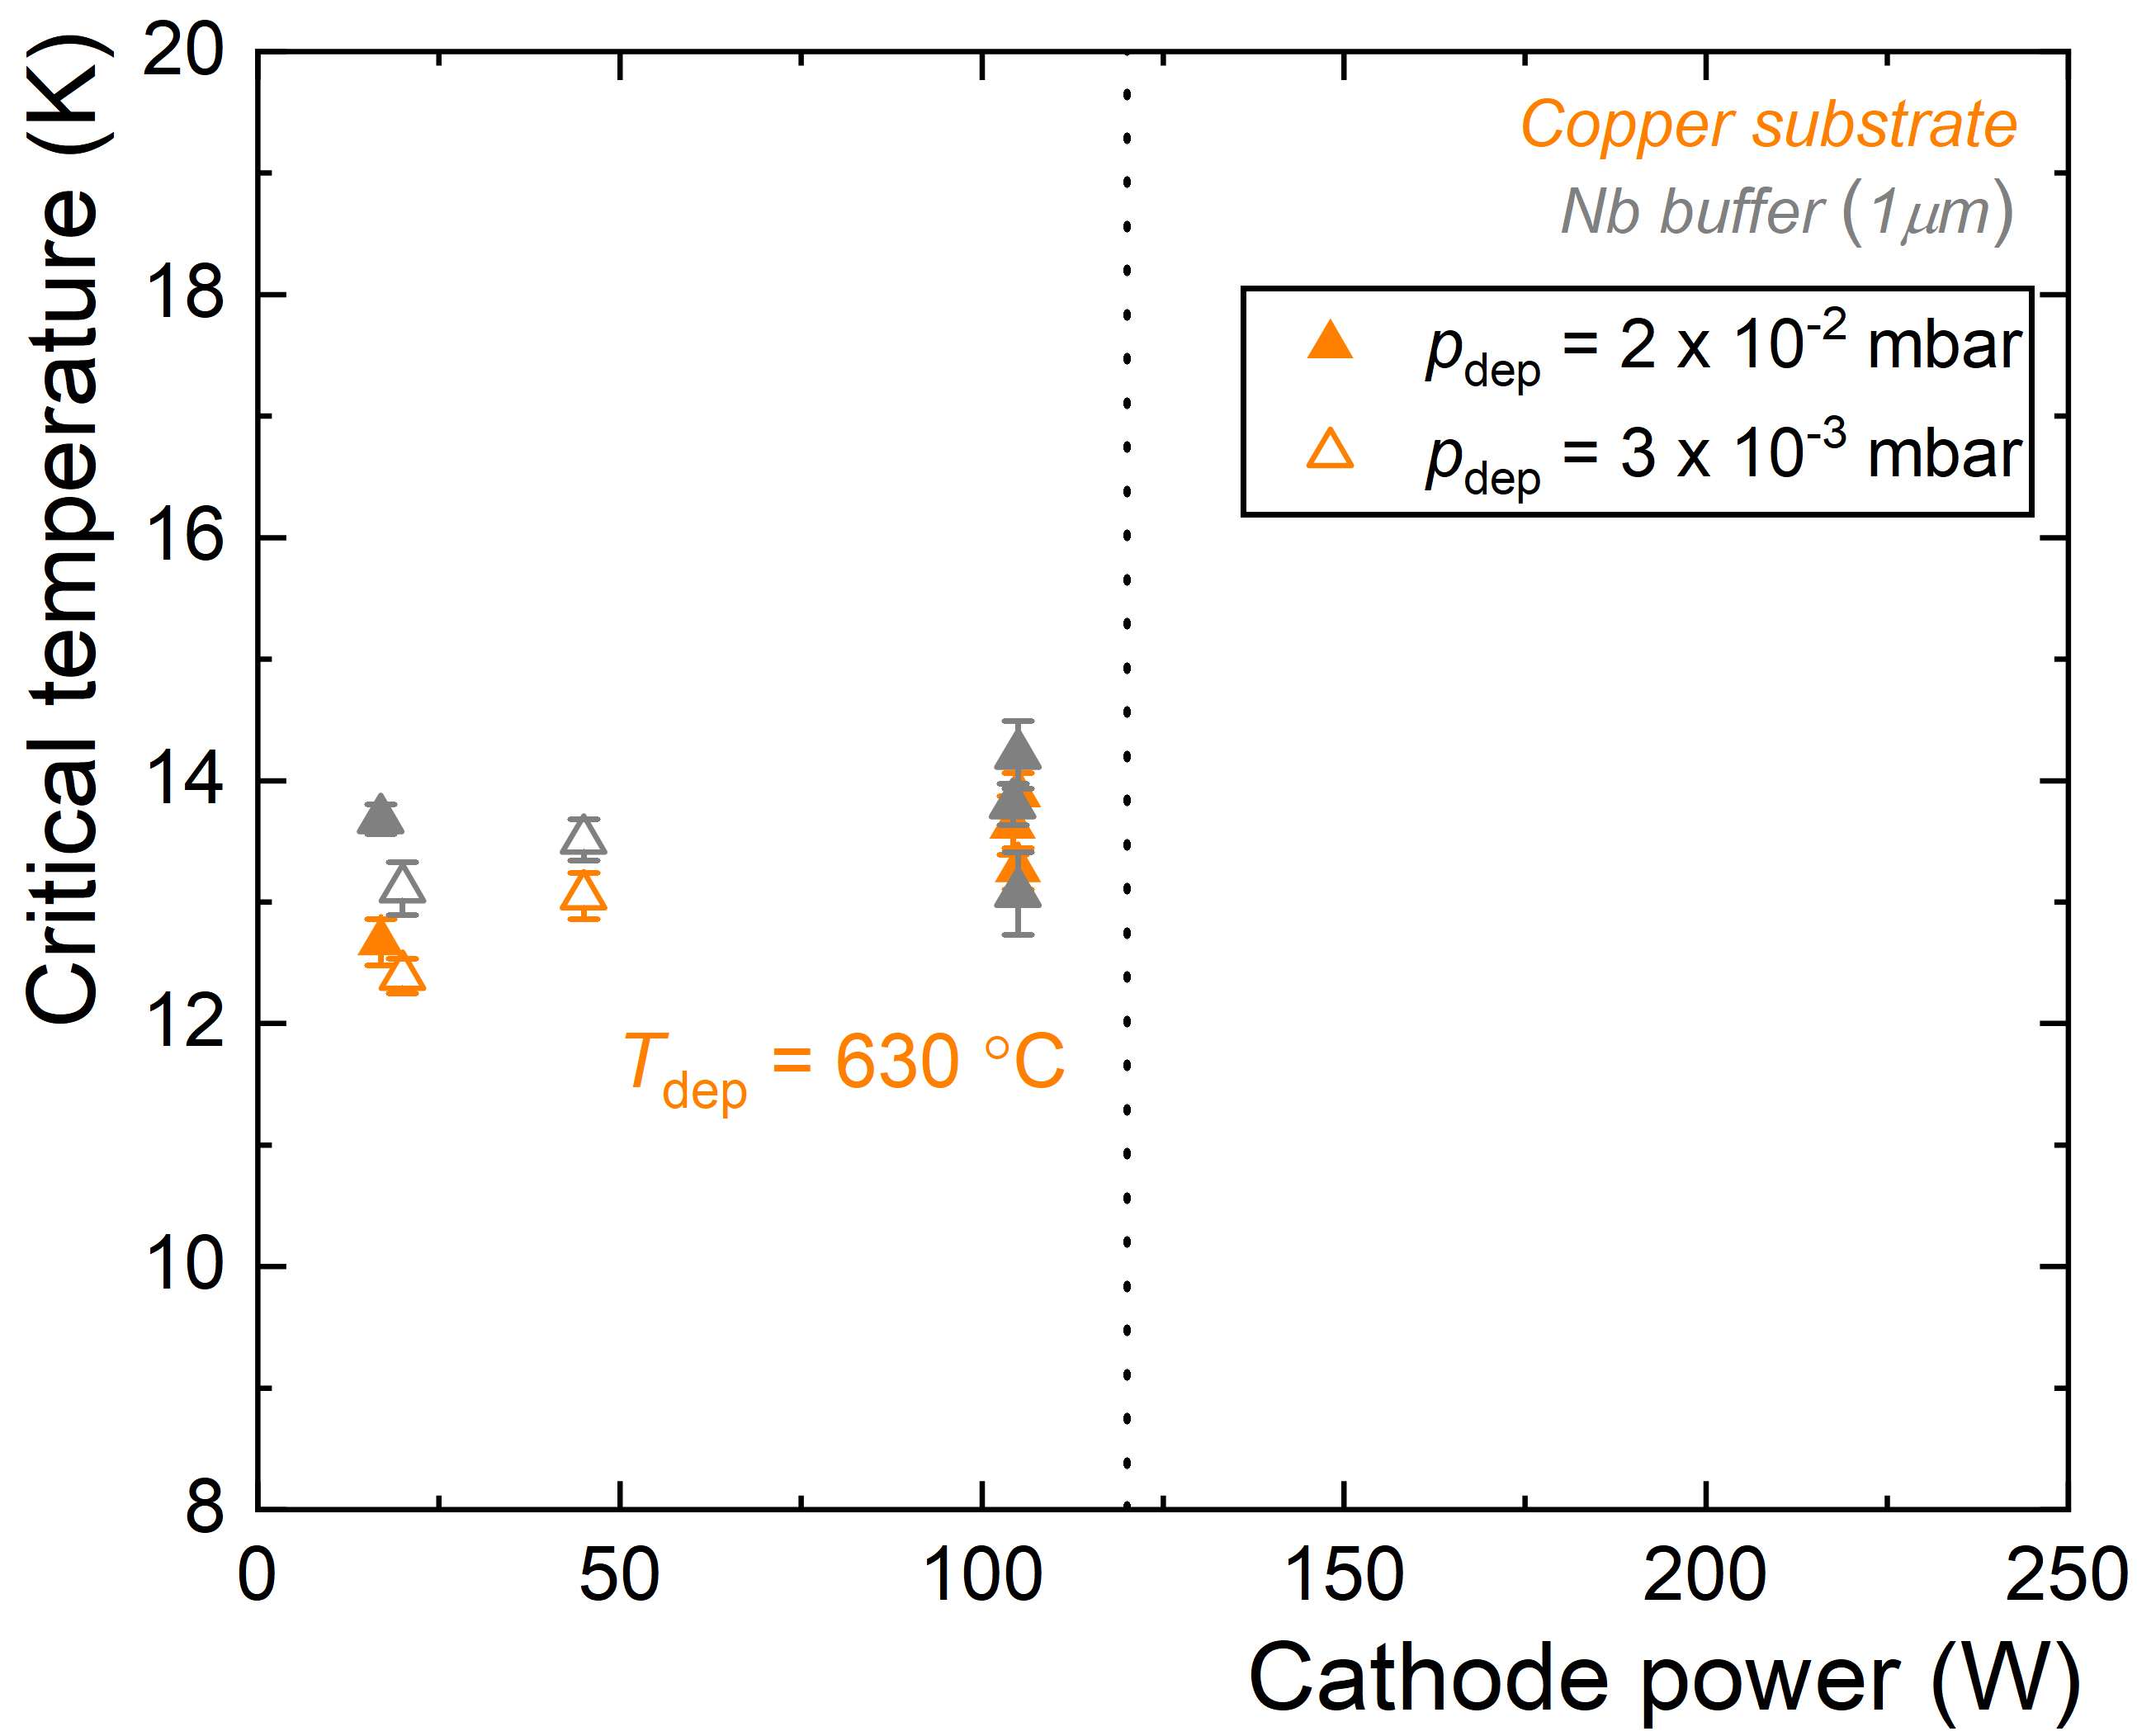 Critical temperature (K)
20
18
16
14
12
10
8
Copper substrate
Nb buffer (1μm)
p_dep = 2 x 10^-2 mbar
p_dep = 3 x 10^-3 mbar
T_dep = 630 °C
0 50 100 150 200 250
Cathode power (W)